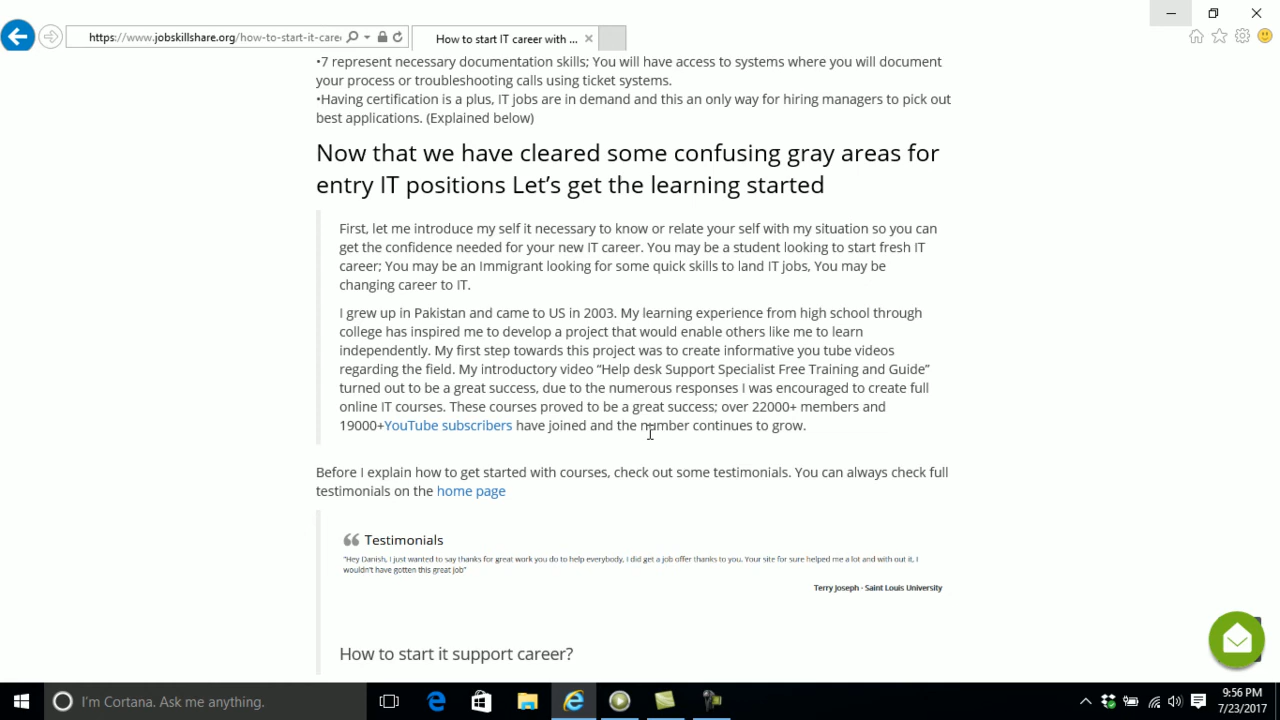 https://www.jobskillshare.org/how-to-start-it-caree
How to start IT career with ...
•7 represent necessary documentation skills; You will have access to systems where you will document
your process or troubleshooting calls using ticket systems.
•Having certification is a plus, IT jobs are in demand and this an only way for hiring managers to pick out
best applications. (Explained below)
Now that we have cleared some confusing gray areas for
entry IT positions Let’s get the learning started
First, let me introduce my self it necessary to know or relate your self with my situation so you can
get the confidence needed for your new IT career. You may be a student looking to start fresh IT
career; You may be an Immigrant looking for some quick skills to land IT jobs, You may be
changing career to IT.
I grew up in Pakistan and came to US in 2003. My learning experience from high school through
college has inspired me to develop a project that would enable others like me to learn
independently. My first step towards this project was to create informative you tube videos
regarding the field. My introductory video “Help desk Support Specialist Free Training and Guide”
turned out to be a great success, due to the numerous responses I was encouraged to create full
online IT courses. These courses proved to be a great success; over 22000+ members and
19000+YouTube subscribers have joined and the number continues to grow.
Before I explain how to get started with courses, check out some testimonials. You can always check full
testimonials on the home page
Testimonials
"Hey Danish, I just wanted to say thanks for great work you do to help everybody, I did get a job offer thanks to you. Your site for sure helped me a lot and with out it, I
wouldn't have gotten this great job"
Terry Joseph - Saint Louis University
How to start it support career?
I'm Cortana. Ask me anything.
9:56 PM
7/23/2017